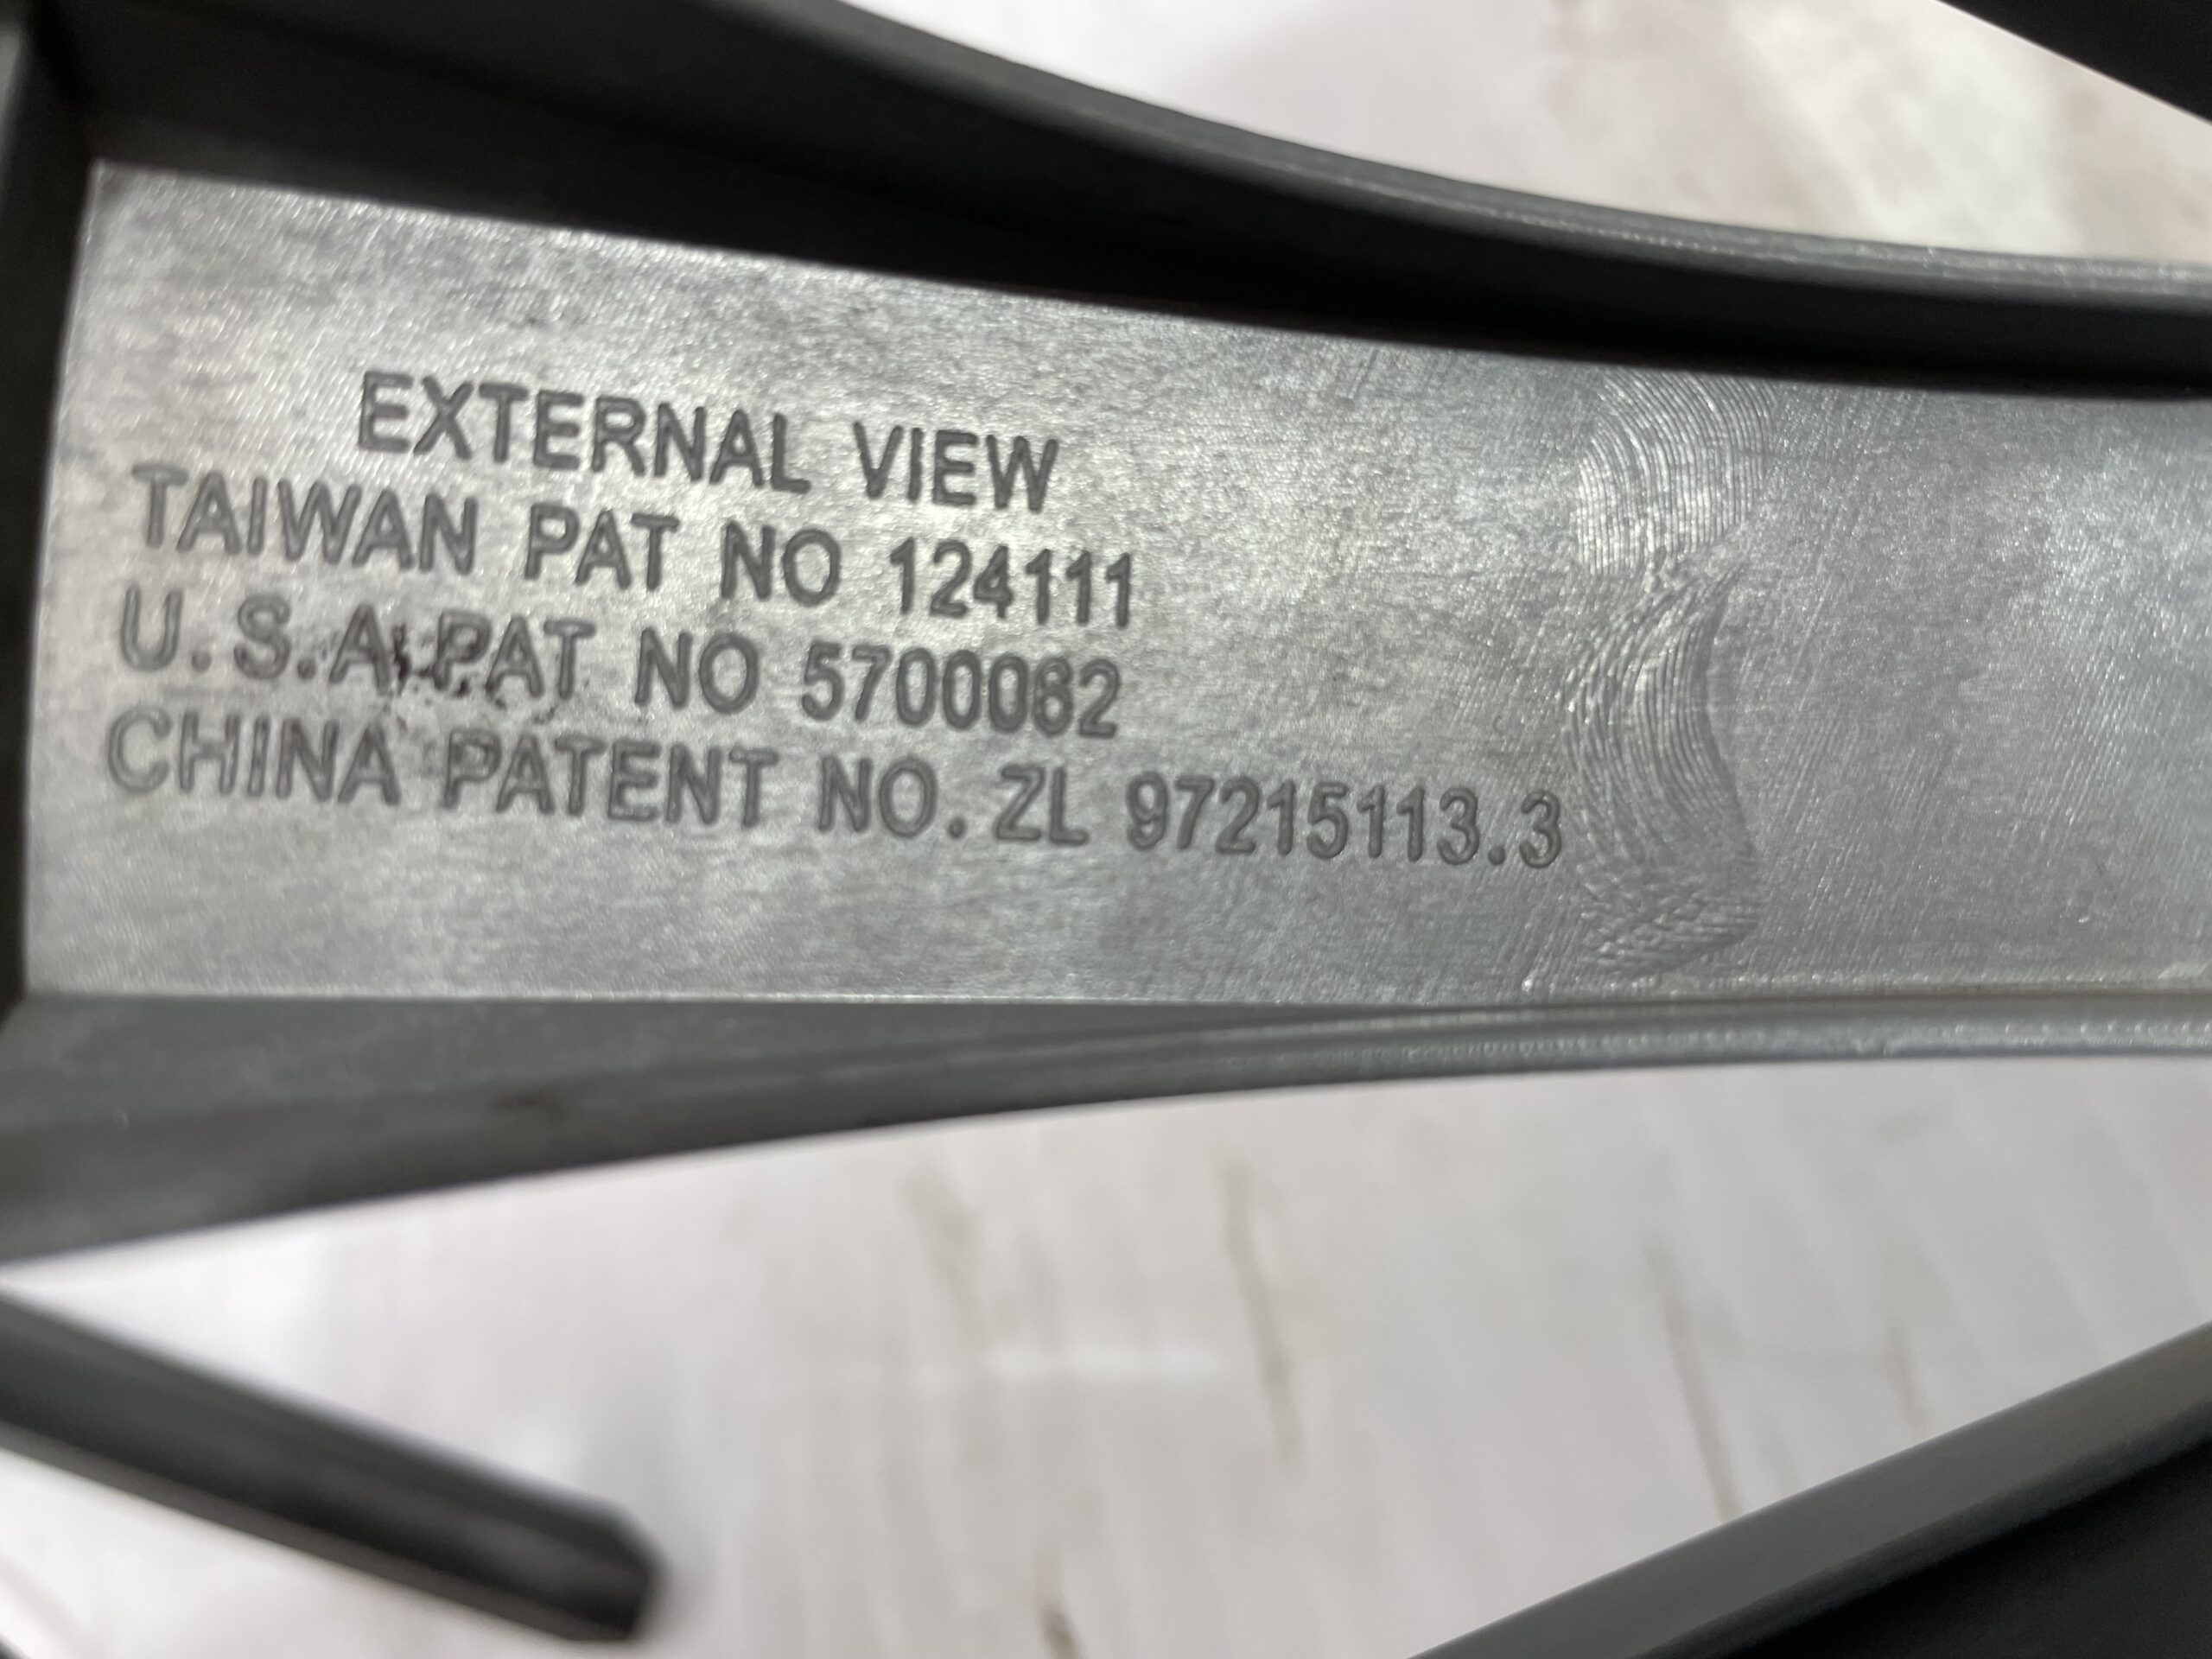 EXTERNAL VIEW
TAIWAN PAT NO 124111
U.S.A. PAT NO 5700082
CHINA PATENT NO. ZL 97215113.3